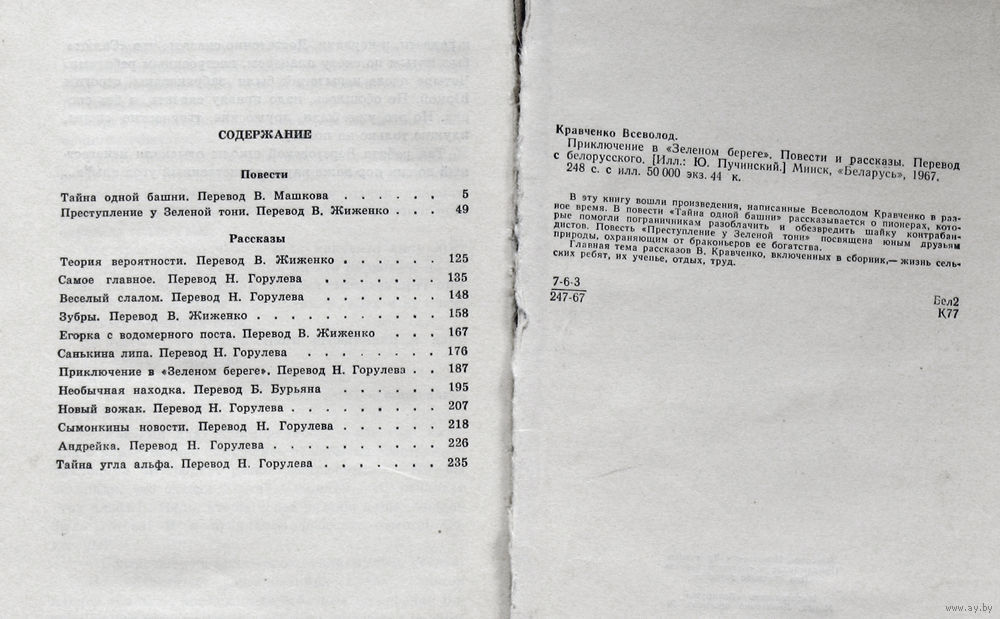 СОДЕРЖАНИЕ
Повести
Тайна одной башни. Перевод В. Машкова . . . . . . 5
Преступление у Зеленой тони. Перевод В. Жиженко . . . 49
Рассказы
Теория вероятности. Перевод В. Жиженко . . . . . . 125
Самое главное. Перевод Н. Горулева . . . . . . . 135
Веселый слалом. Перевод Н. Горулева . . . . . . . 148
Зубры. Перевод В. Жиженко . . . . . . . . . . 158
Егорка с водомерного поста. Перевод В. Жиженко . . . 167
Санькина липа. Перевод Н. Горулева . . . . . . . . 176
Приключение в «Зеленом береге». Перевод Н. Горулева . . 187
Необычная находка. Перевод Б. Бурьяна . . . . . . 195
Новый вожак. Перевод Н. Горулева . . . . . . . . 207
Сымонкины новости. Перевод Н. Горулева . . . . . . 218
Андрейка. Перевод Н. Горулева . . . . . . . . . 226
Тайна угла альфа. Перевод Н. Горулева . . . . . . . 235
Кравченко Всеволод.
Приключение в «Зеленом береге». Повести и рассказы. Перевод
с белорусского. [Илл.: Ю. Пучинский.] Минск, «Беларусь», 1967.
248 с. с илл. 50 000 экз. 44 к.
В эту книгу вошли произведения, написанные Всеволодом Кравченко в раз-
ное время. В повести «Тайна одной башни» рассказывается о пионерах, кото-
рые помогли пограничникам разоблачить и обезвредить шайку контрабан-
дистов. Повесть «Преступление у Зеленой тони» посвящена юным друзьям
природы, охраняющим от браконьеров ее богатства.
Главная тема рассказов В. Кравченко, включенных в сборник,— жизнь сель-
ских ребят, их ученье, отдых, труд.
7-6-3
247-67
Бел2
К77
www.ay.by